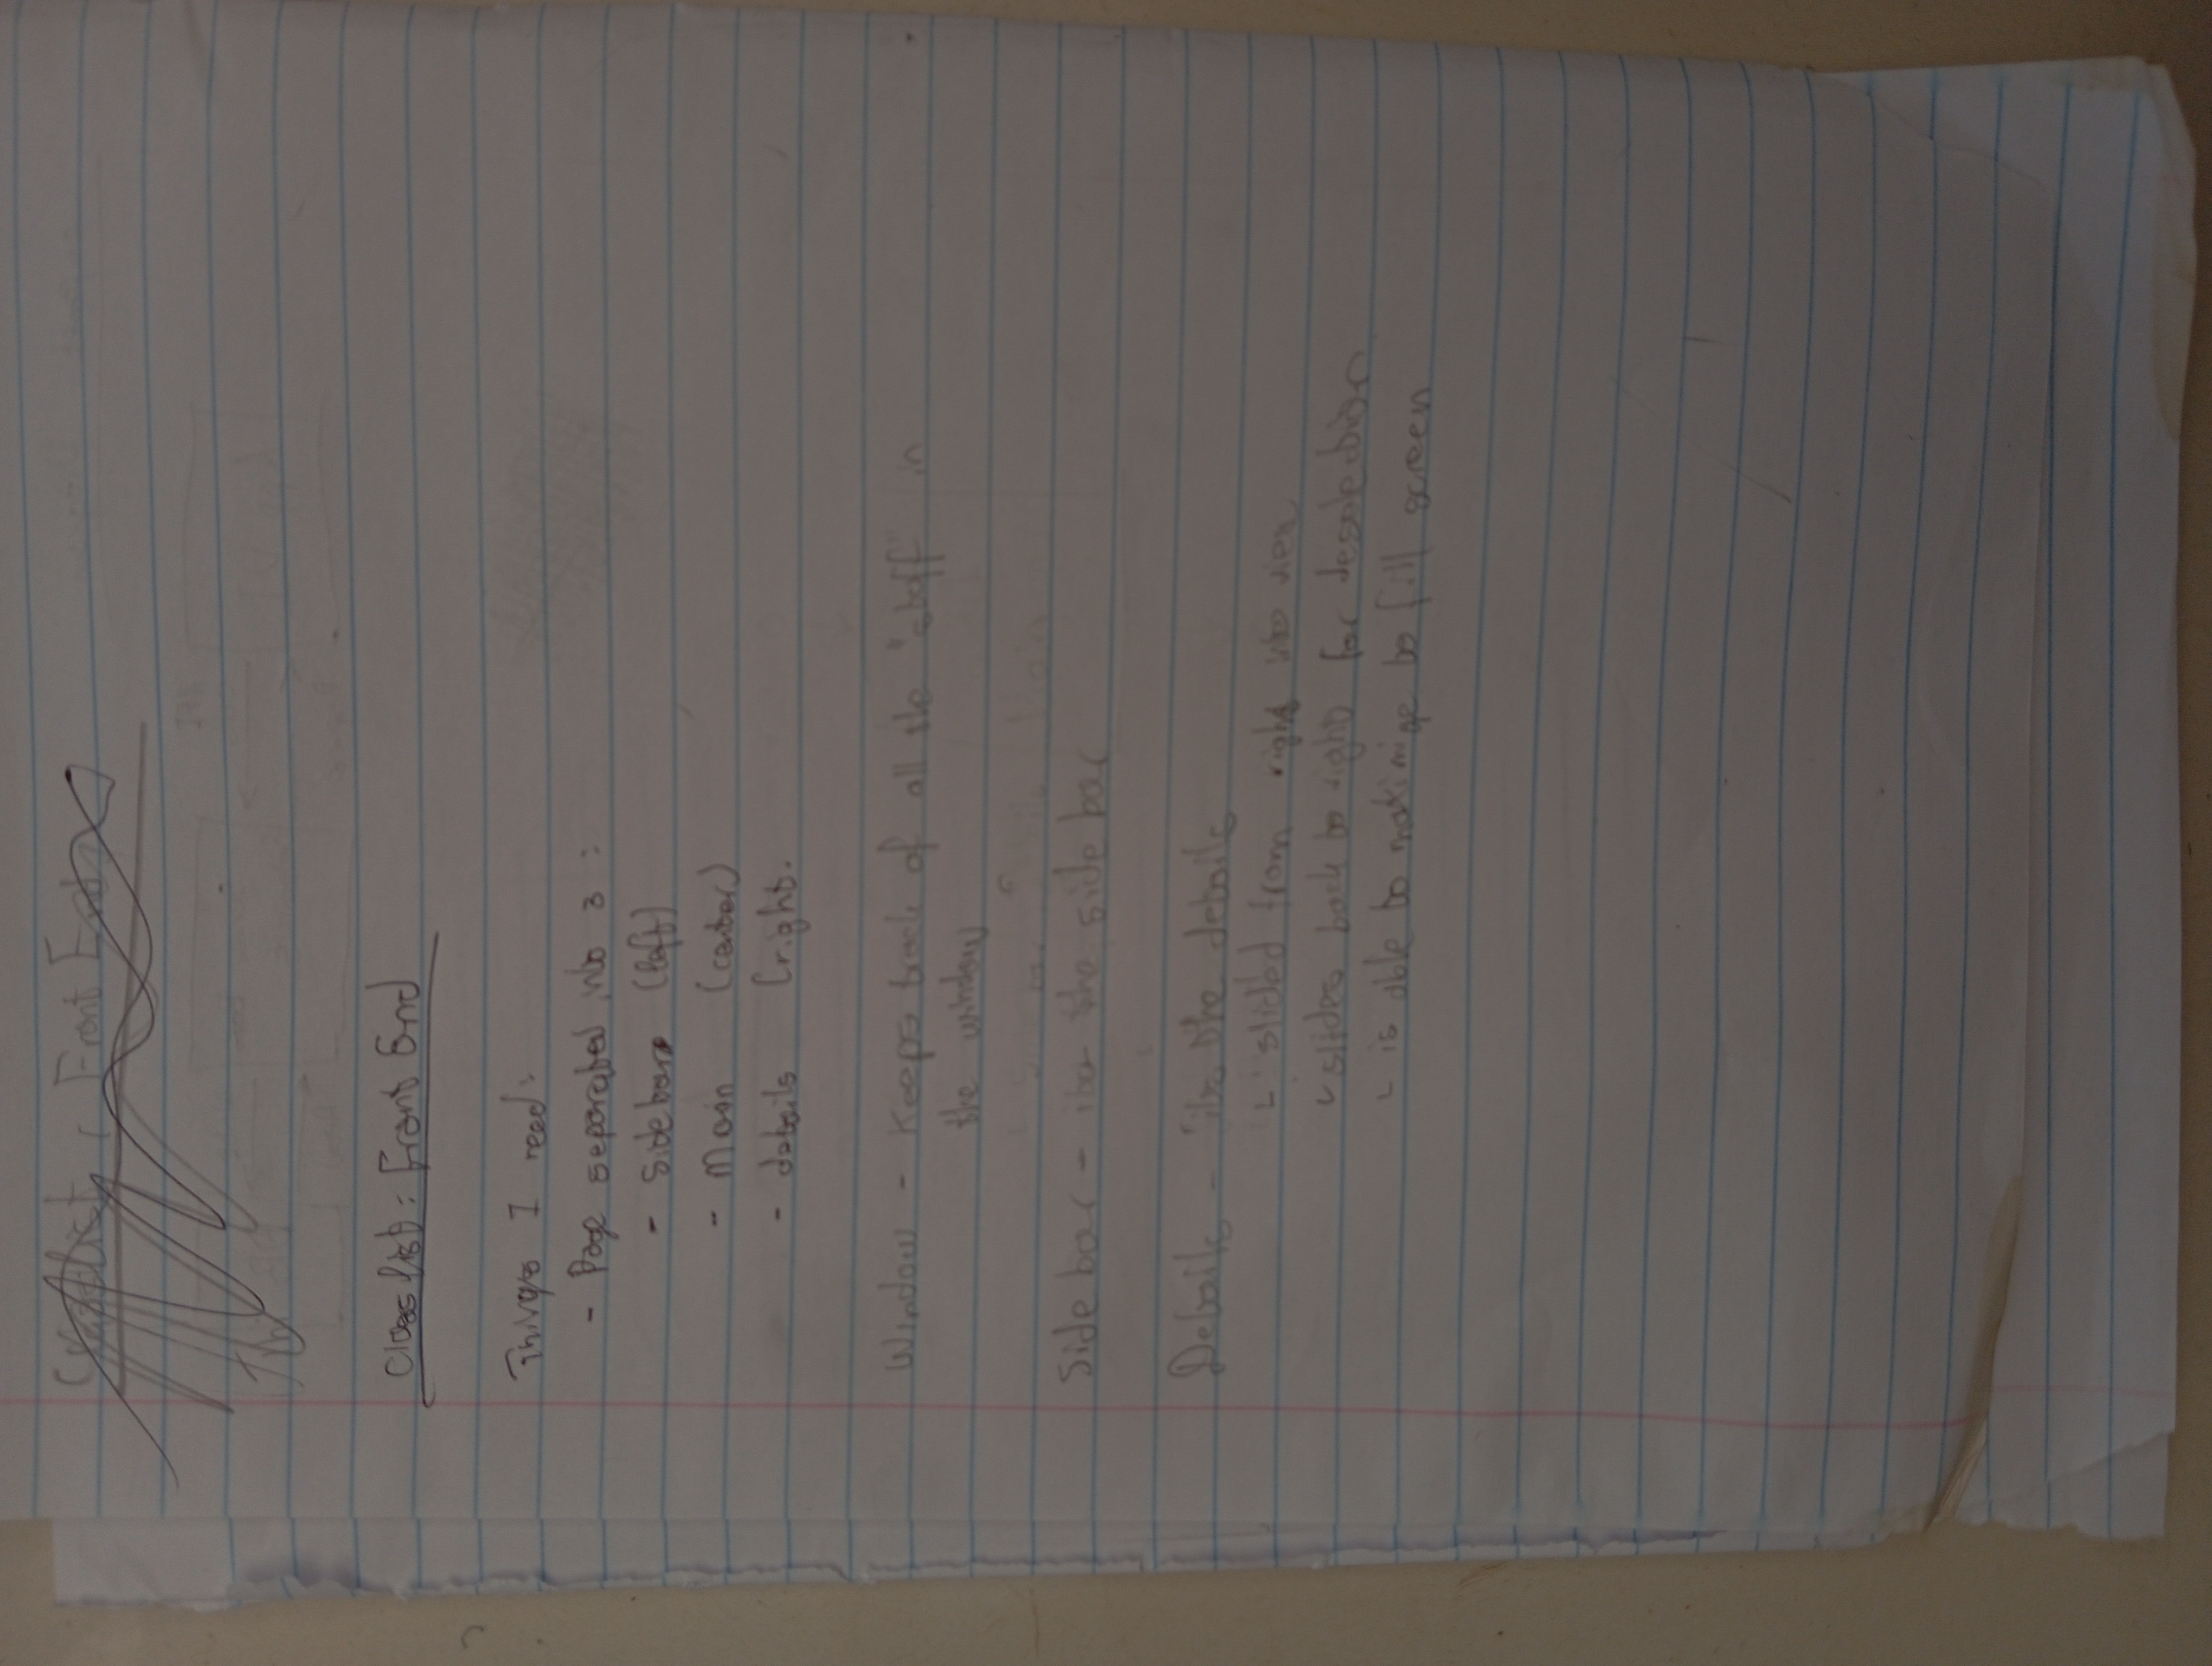 Class list : Front End
Things I need:
- Page separated into 3 :
- Sidebar (left)
- Main (center)
- details (right.
Window - Keeps track of all the "stuff" in
the window
Side bar - its the side bar
Details - its the details
└ slided from right into view
└ slides back to right for deselection
└ is able to maximize to fill screen